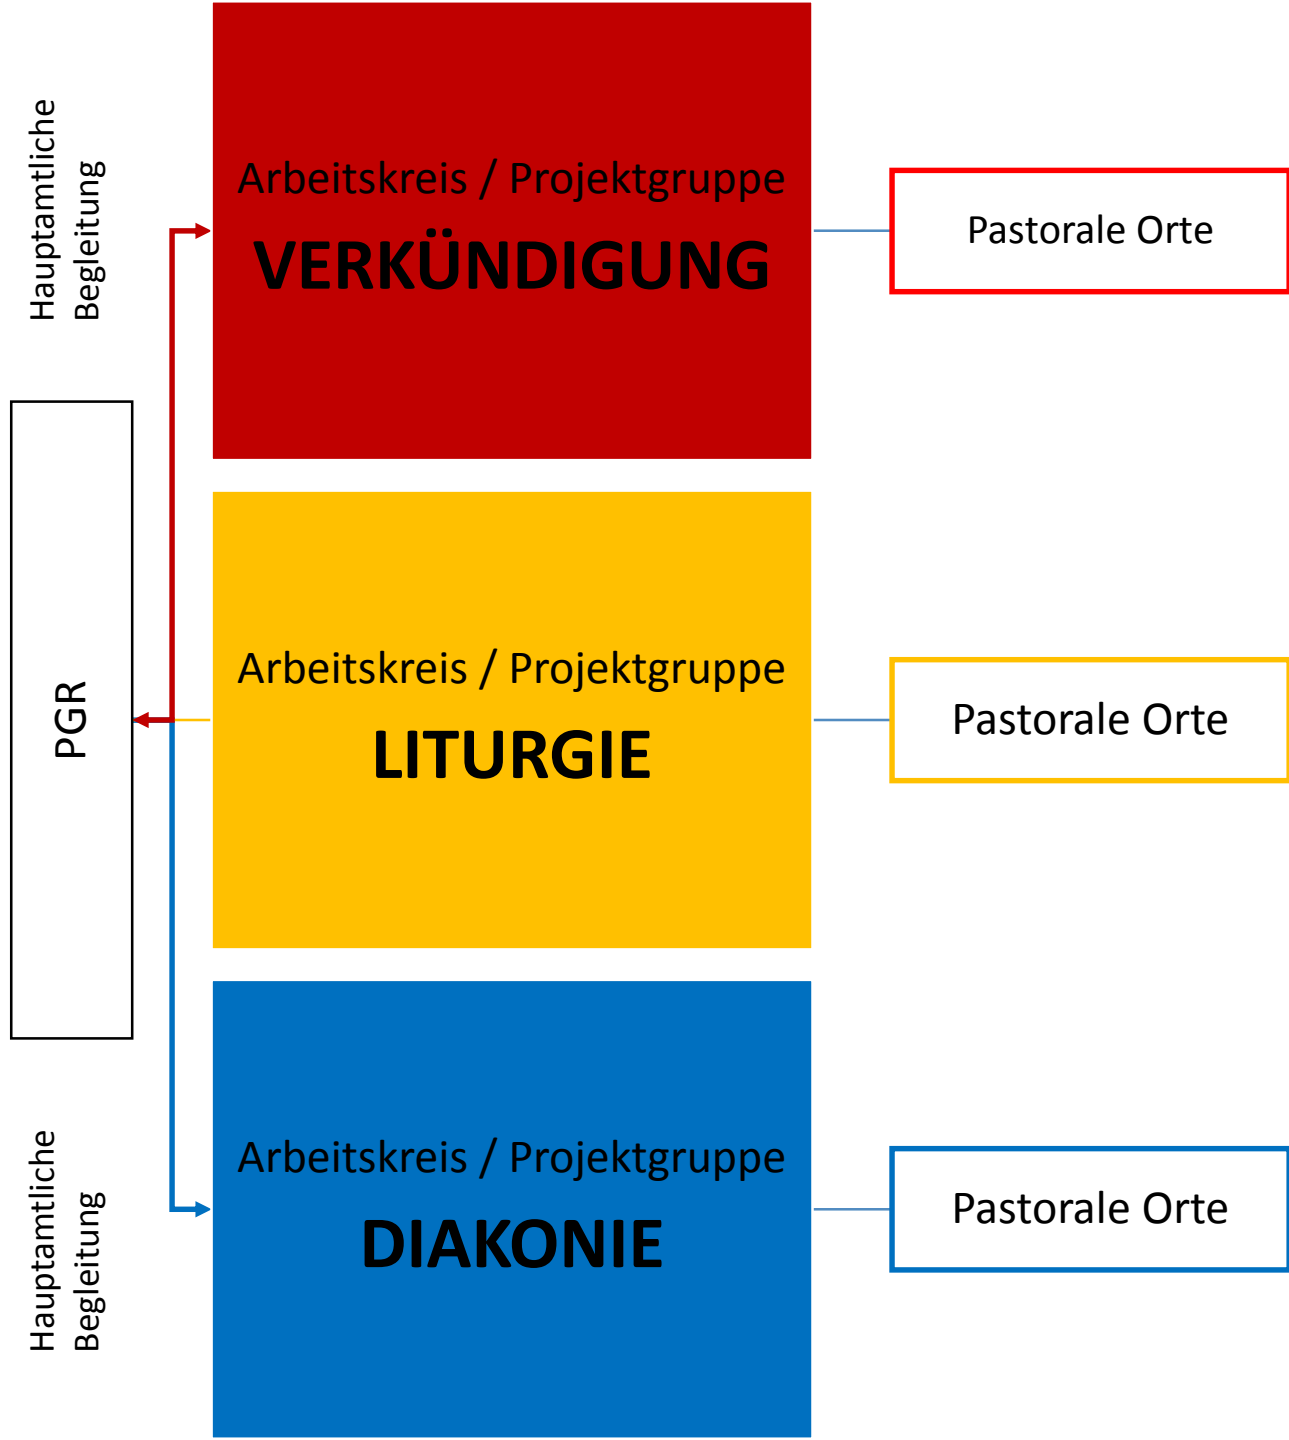 Hauptamtliche
Begleitung
Arbeitskreis / Projektgruppe
VERKÜNDIGUNG
Pastorale Orte
PGR
Arbeitskreis / Projektgruppe
LITURGIE
Pastorale Orte
Hauptamtliche
Begleitung
Arbeitskreis / Projektgruppe
DIAKONIE
Pastorale Orte